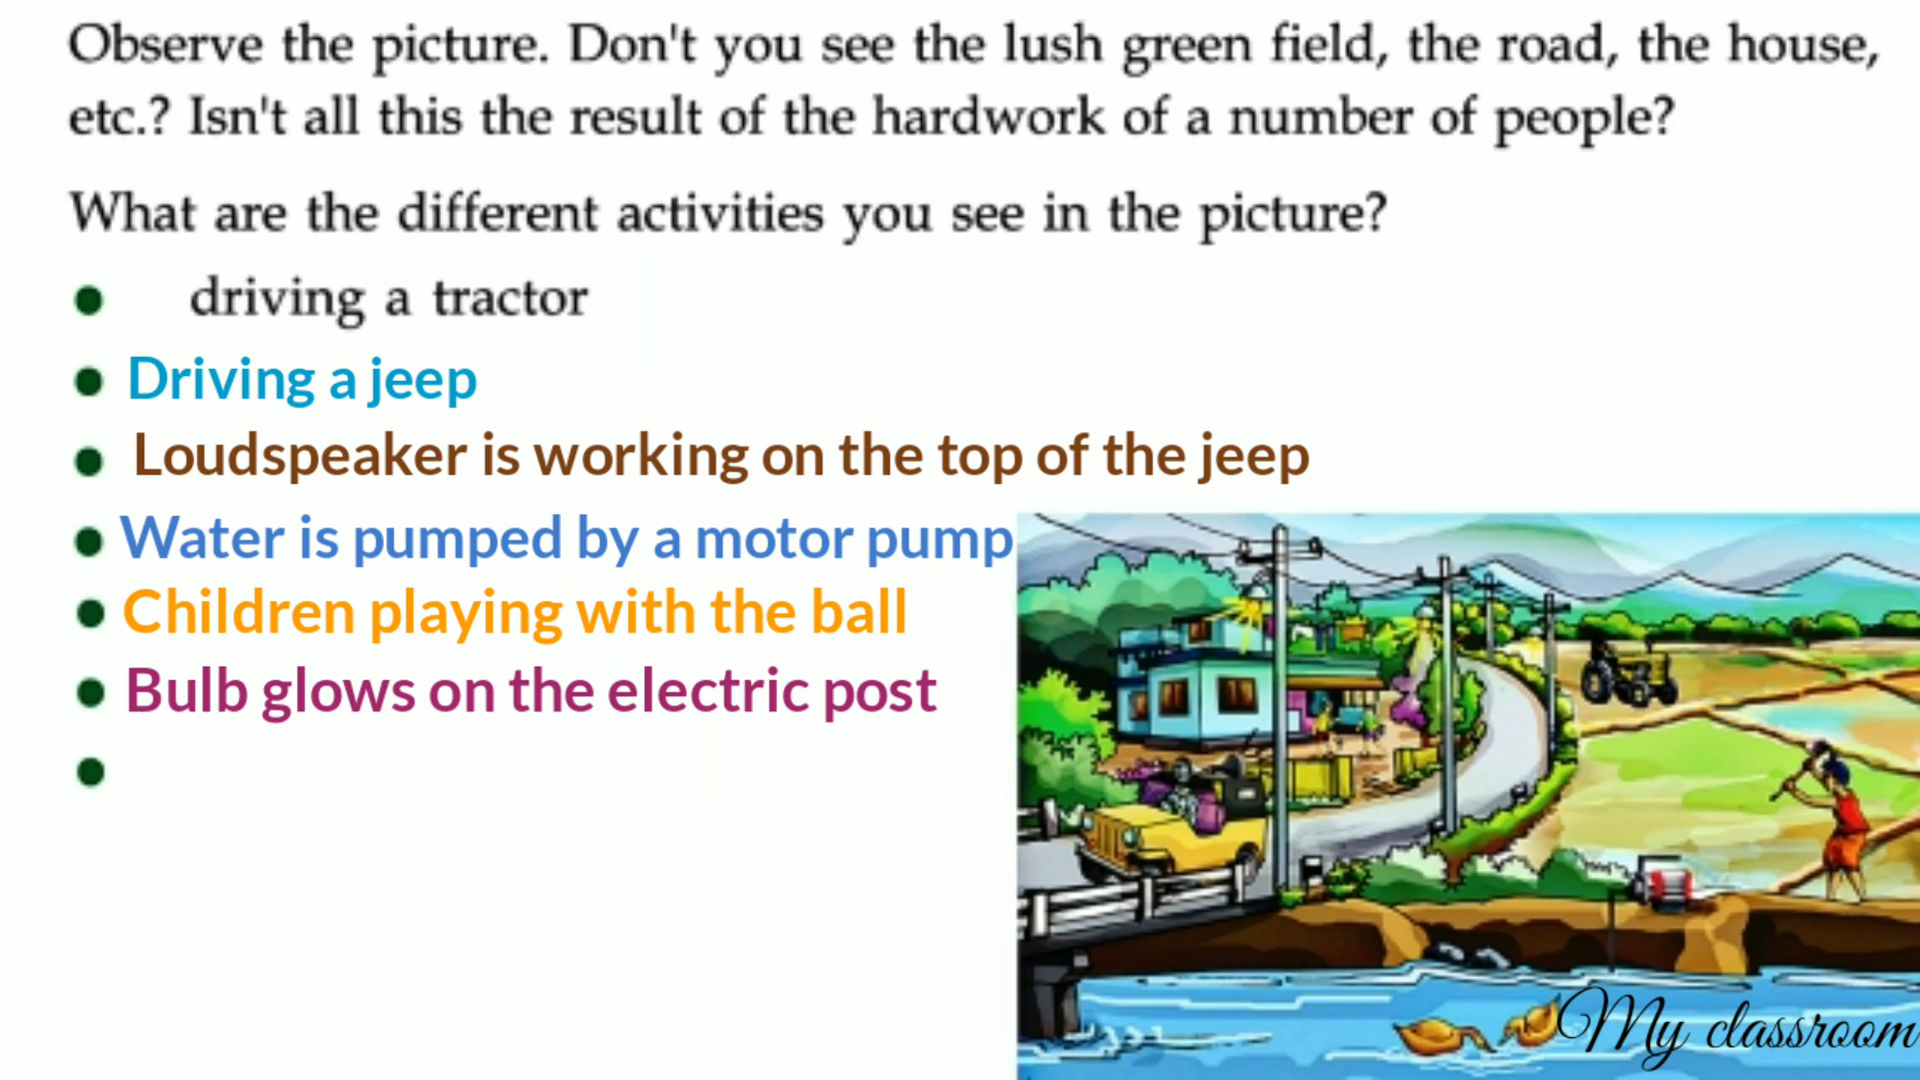 Observe the picture. Don't you see the lush green field, the road, the house,
etc.? Isn't all this the result of the hardwork of a number of people?
What are the different activities you see in the picture?
● driving a tractor
● Driving a jeep
● Loudspeaker is working on the top of the jeep
● Water is pumped by a motor pump
● Children playing with the ball
● Bulb glows on the electric post
●
My classroom